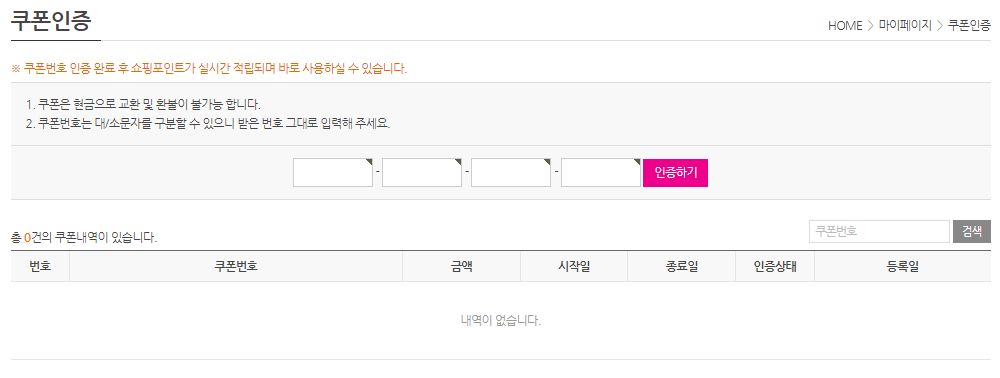 쿠폰인증
HOME > 마이페이지 > 쿠폰인증
※ 쿠폰번호 인증 완료 후 쇼핑포인트가 실시간 적립되며 바로 사용하실 수 있습니다.
1. 쿠폰은 현금으로 교환 및 환불이 불가능 합니다.
2. 쿠폰번호는 대/소문자를 구분할 수 있으니 받은 번호 그대로 입력해 주세요.
- - - 인증하기
총 0건의 쿠폰내역이 있습니다.
쿠폰번호 검색
번호 쿠폰번호 금액 시작일 종료일 인증상태 등록일
내역이 없습니다.